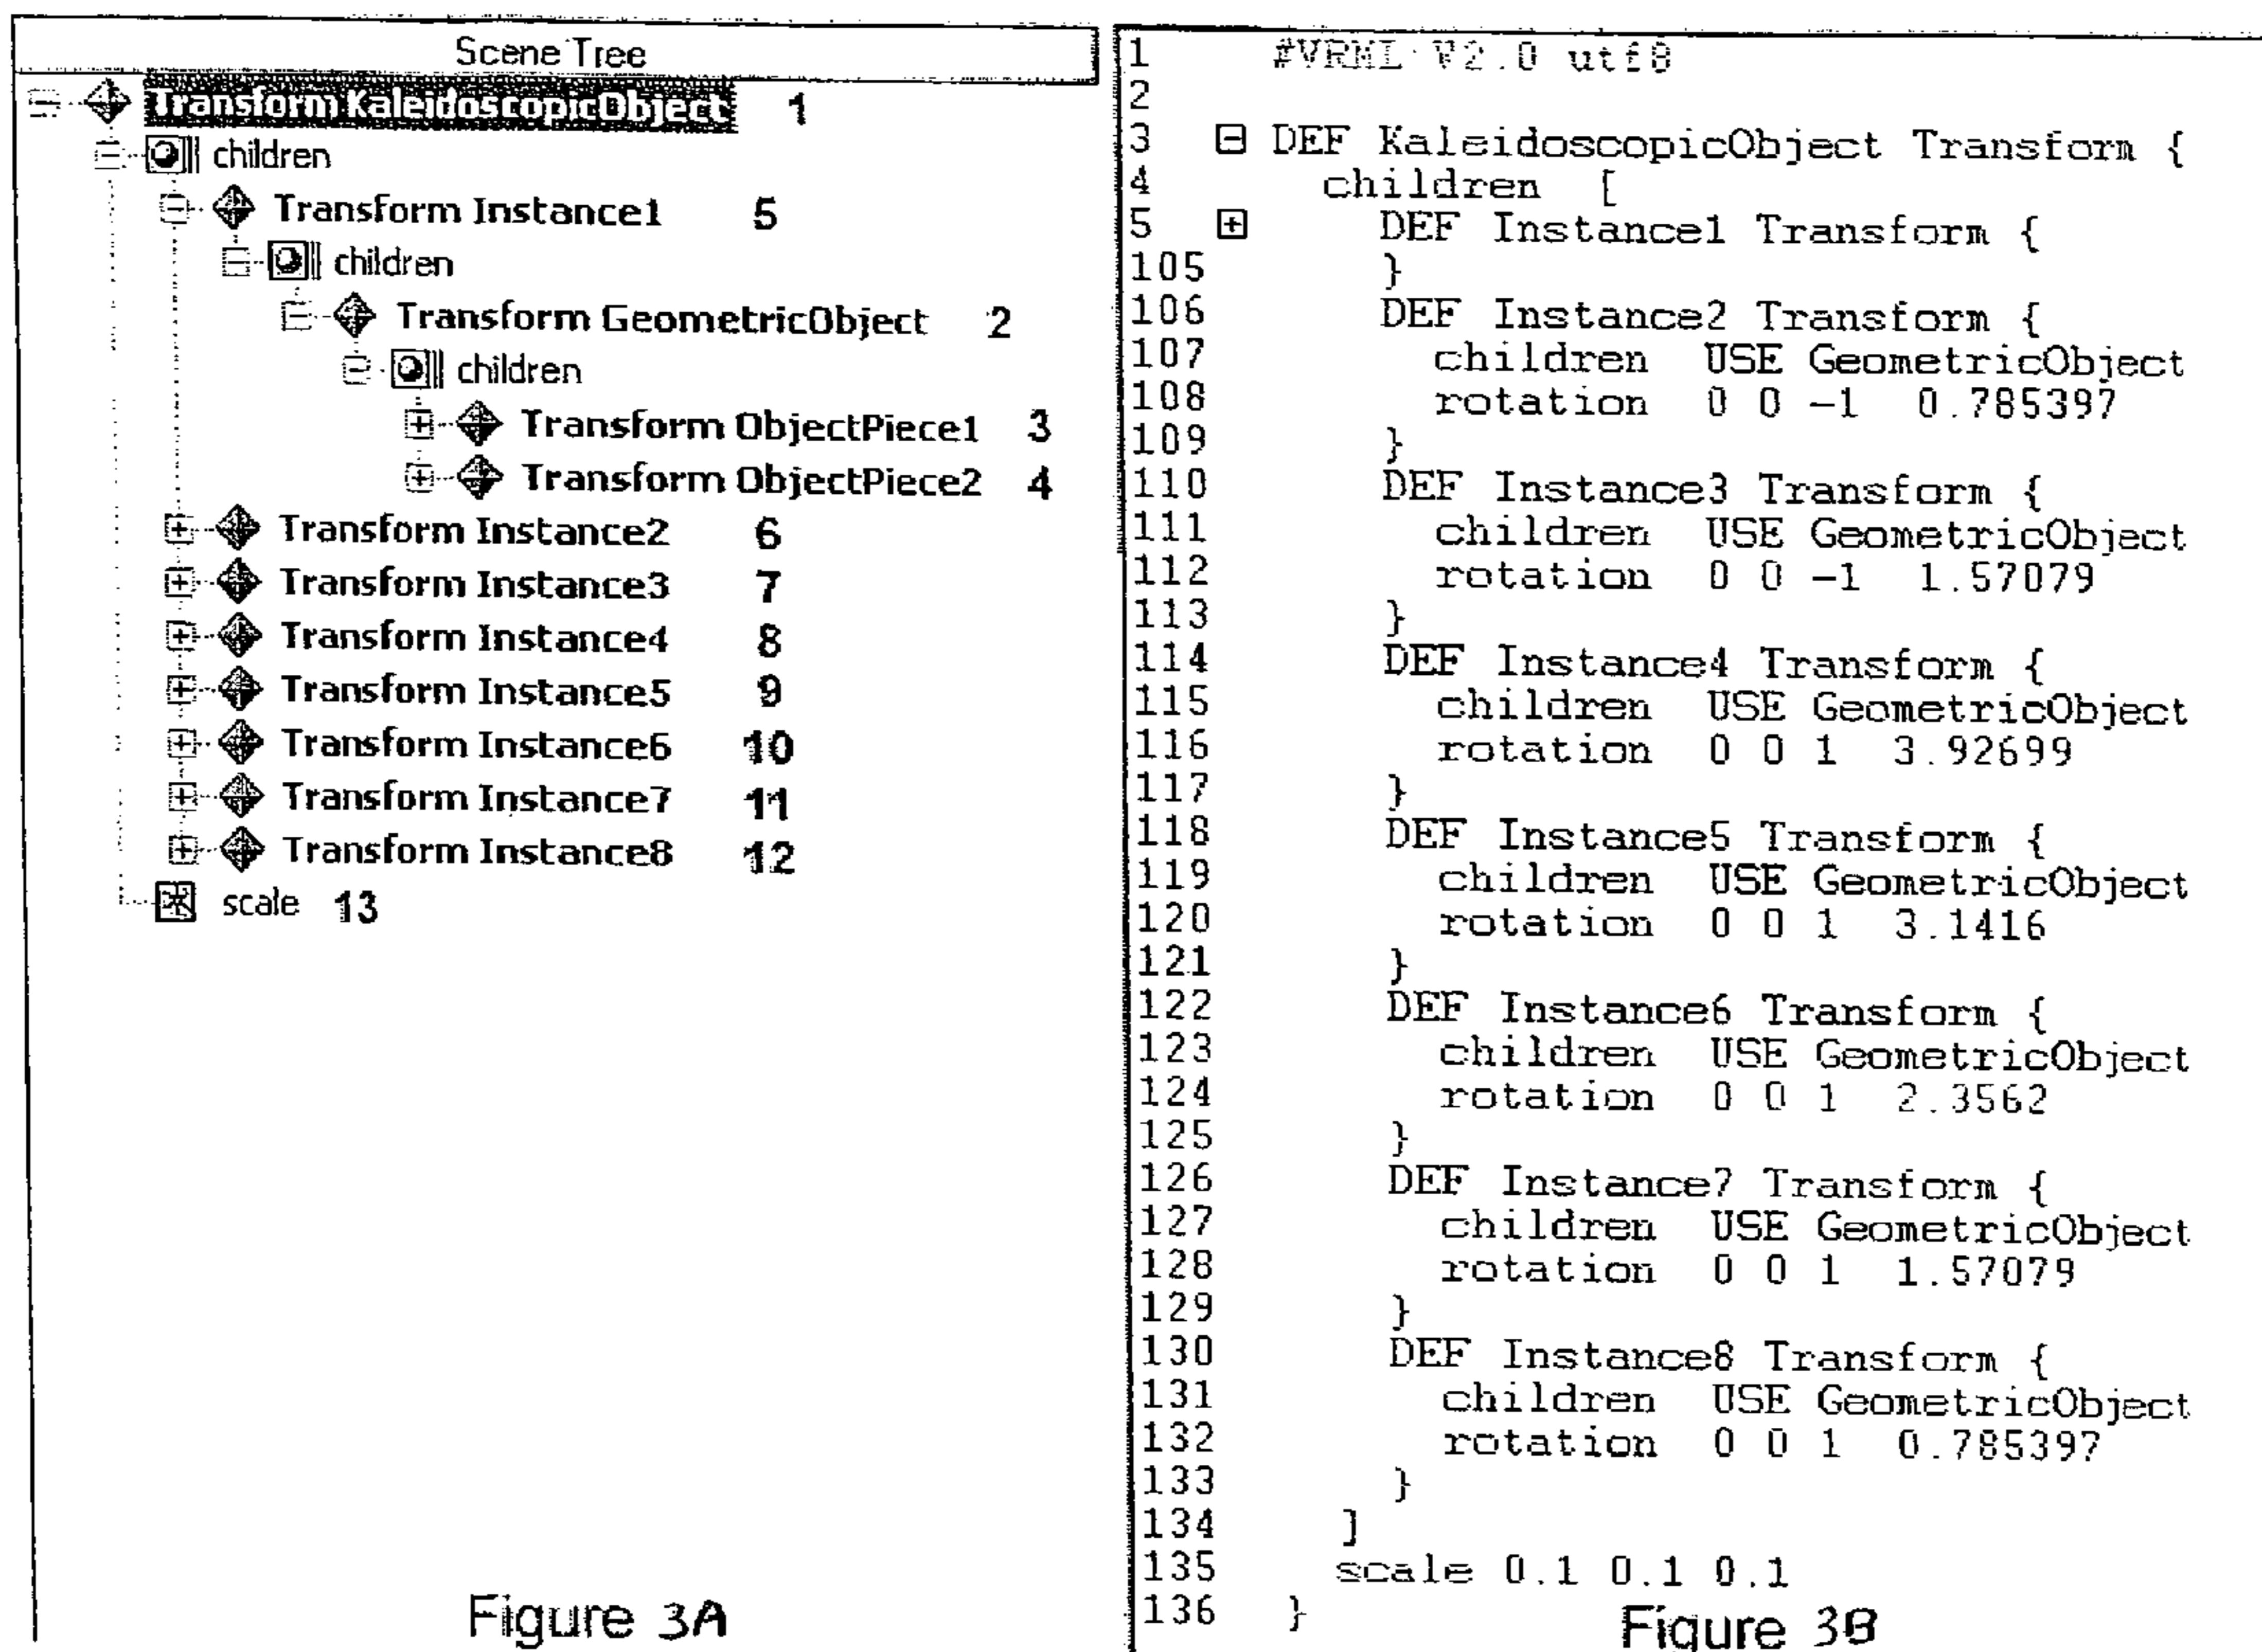 Scene Tree
Transform KaleidoscopicObject 1
children
Transform Instance1 5
children
Transform GeometricObject 2
children
Transform ObjectPiece1 3
Transform ObjectPiece2 4
Transform Instance2 6
Transform Instance3 7
Transform Instance4 8
Transform Instance5 9
Transform Instance6 10
Transform Instance7 11
Transform Instance8 12
scale 13
Figure 3A
1 #VRML V2.0 utf8
2
3 DEF KaleidoscopicObject Transform {
4 children [
5 DEF Instance1 Transform {
105 }
106 DEF Instance2 Transform {
107 children USE GeometricObject
108 rotation 0 0 -1 0.785397
109 }
110 DEF Instance3 Transform {
111 children USE GeometricObject
112 rotation 0 0 -1 1.57079
113 }
114 DEF Instance4 Transform {
115 children USE GeometricObject
116 rotation 0 0 1 3.92699
117 }
118 DEF Instance5 Transform {
119 children USE GeometricObject
120 rotation 0 0 1 3.1416
121 }
122 DEF Instance6 Transform {
123 children USE GeometricObject
124 rotation 0 0 1 2.3562
125 }
126 DEF Instance7 Transform {
127 children USE GeometricObject
128 rotation 0 0 1 1.57079
129 }
130 DEF Instance8 Transform {
131 children USE GeometricObject
132 rotation 0 0 1 0.785397
133 }
134 ]
135 scale 0.1 0.1 0.1
136 }
Figure 3B